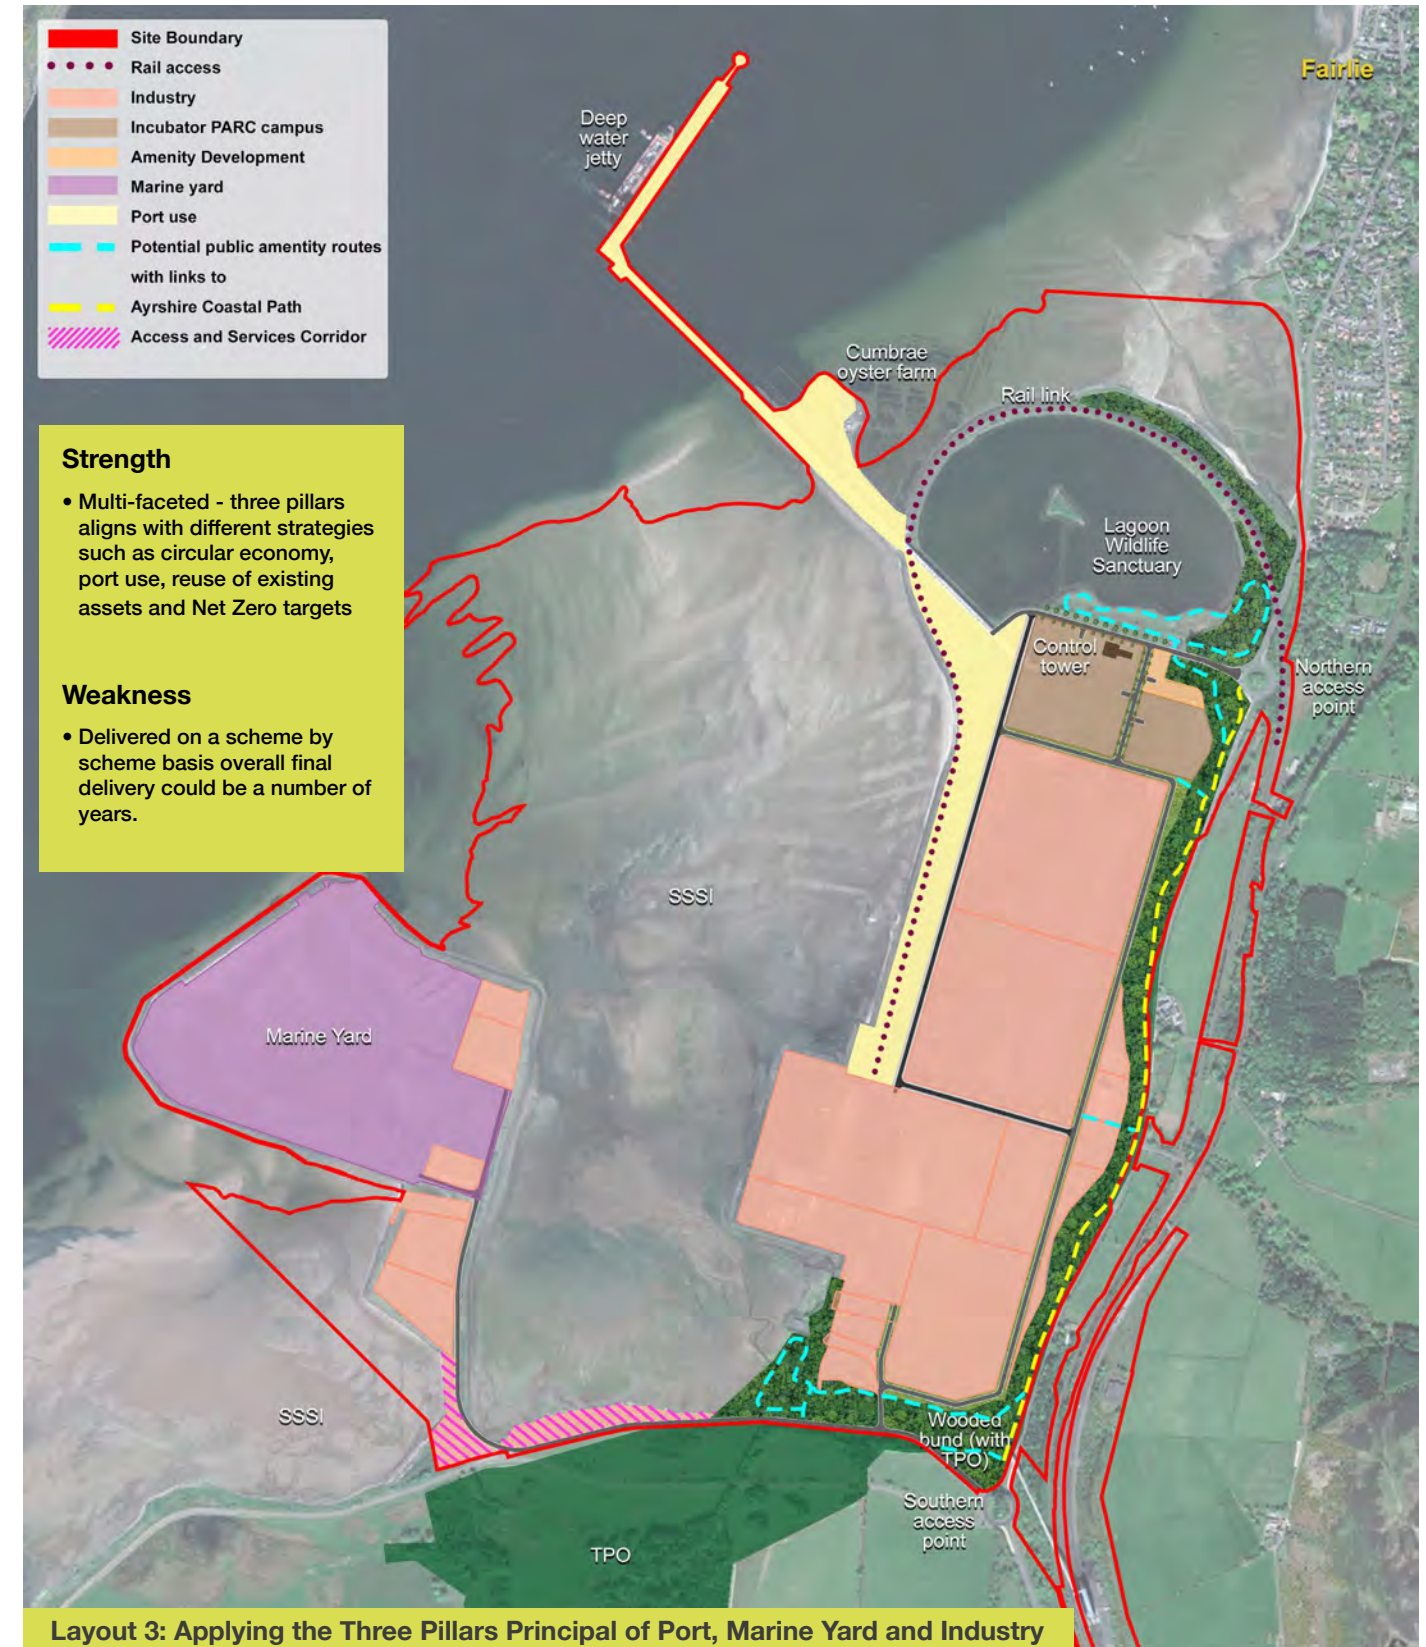 Site Boundary
Rail access
Industry
Incubator PARC campus
Amenity Development
Marine yard
Port use
Potential public amentity routes
with links to
Ayrshire Coastal Path
Access and Services Corridor
Strength
• Multi-faceted - three pillars
aligns with different strategies
such as circular economy,
port use, reuse of existing
assets and Net Zero targets
Weakness
• Delivered on a scheme by
scheme basis overall final
delivery could be a number of
years.
Fairlie
Deep
water
jetty
Cumbrae
oyster farm
Rail link
Lagoon
Wildlife
Sanctuary
Control
tower
Northern
access
point
SSSI
Marine Yard
SSSI
Wooded
bund (with
TPO)
Southern
access
point
TPO
Layout 3: Applying the Three Pillars Principal of Port, Marine Yard and Industry